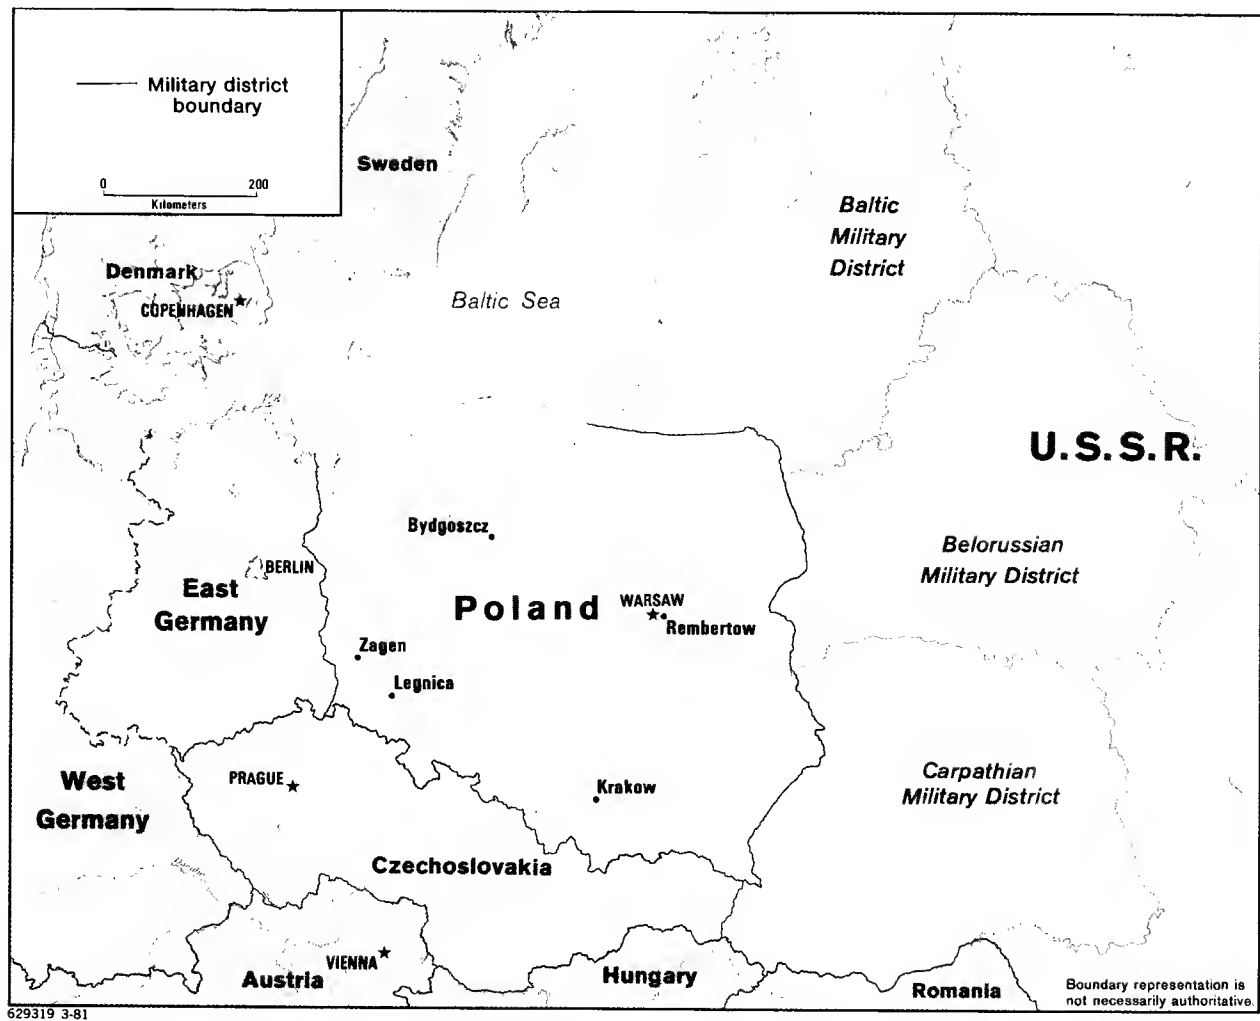 Military district
boundary
0 200
Kilometers
Sweden
Baltic
Military
District
Denmark
COPENHAGEN
Baltic Sea
U.S.S.R.
Bydgoszcz
Belorussian
Military District
BERLIN
East
Germany
Poland
WARSAW
Rembertow
Zagen
Legnica
West
Germany
PRAGUE
Krakow
Carpathian
Military District
Czechoslovakia
VIENNA
Austria
Hungary
Romania
Boundary representation is
not necessarily authoritative.
629319 3-81